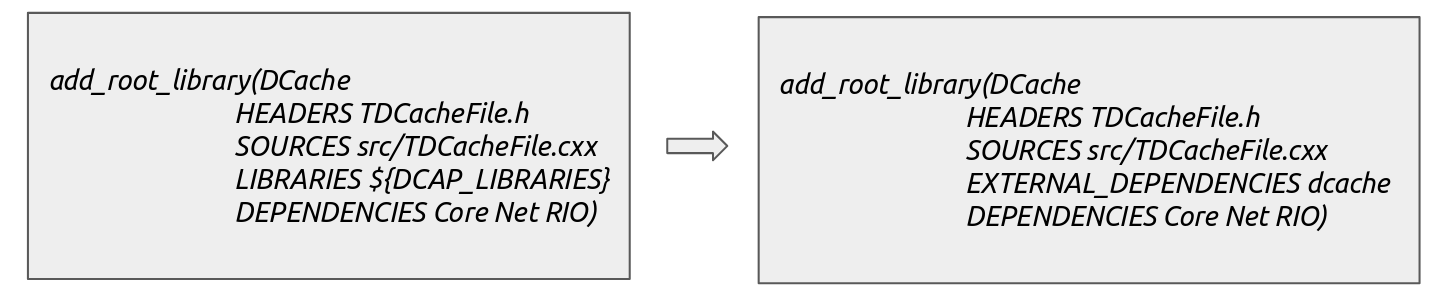 add_root_library(DCache
HEADERS TDCacheFile.h
SOURCES src/TDCacheFile.cxx
LIBRARIES ${DCAP_LIBRARIES}
DEPENDENCIES Core Net RIO)
add_root_library(DCache
HEADERS TDCacheFile.h
SOURCES src/TDCacheFile.cxx
EXTERNAL_DEPENDENCIES dcache
DEPENDENCIES Core Net RIO)